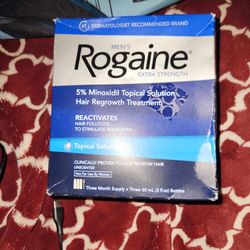 #1 DERMATOLOGIST RECOMMENDED BRAND
MEN'S
Rogaine
EXTRA STRENGTH
5% Minoxidil Topical Solution
Hair Regrowth Treatment
REACTIVATES
HAIR FOLLICLES
TO STIMULATE REGROWTH
Topical Solution
CLINICALLY PROVEN TO HELP REGROW HAIR
UNSCENTED
Not For Use By Women
Three Month Supply • Three 60 mL (2 fl oz) Bottles